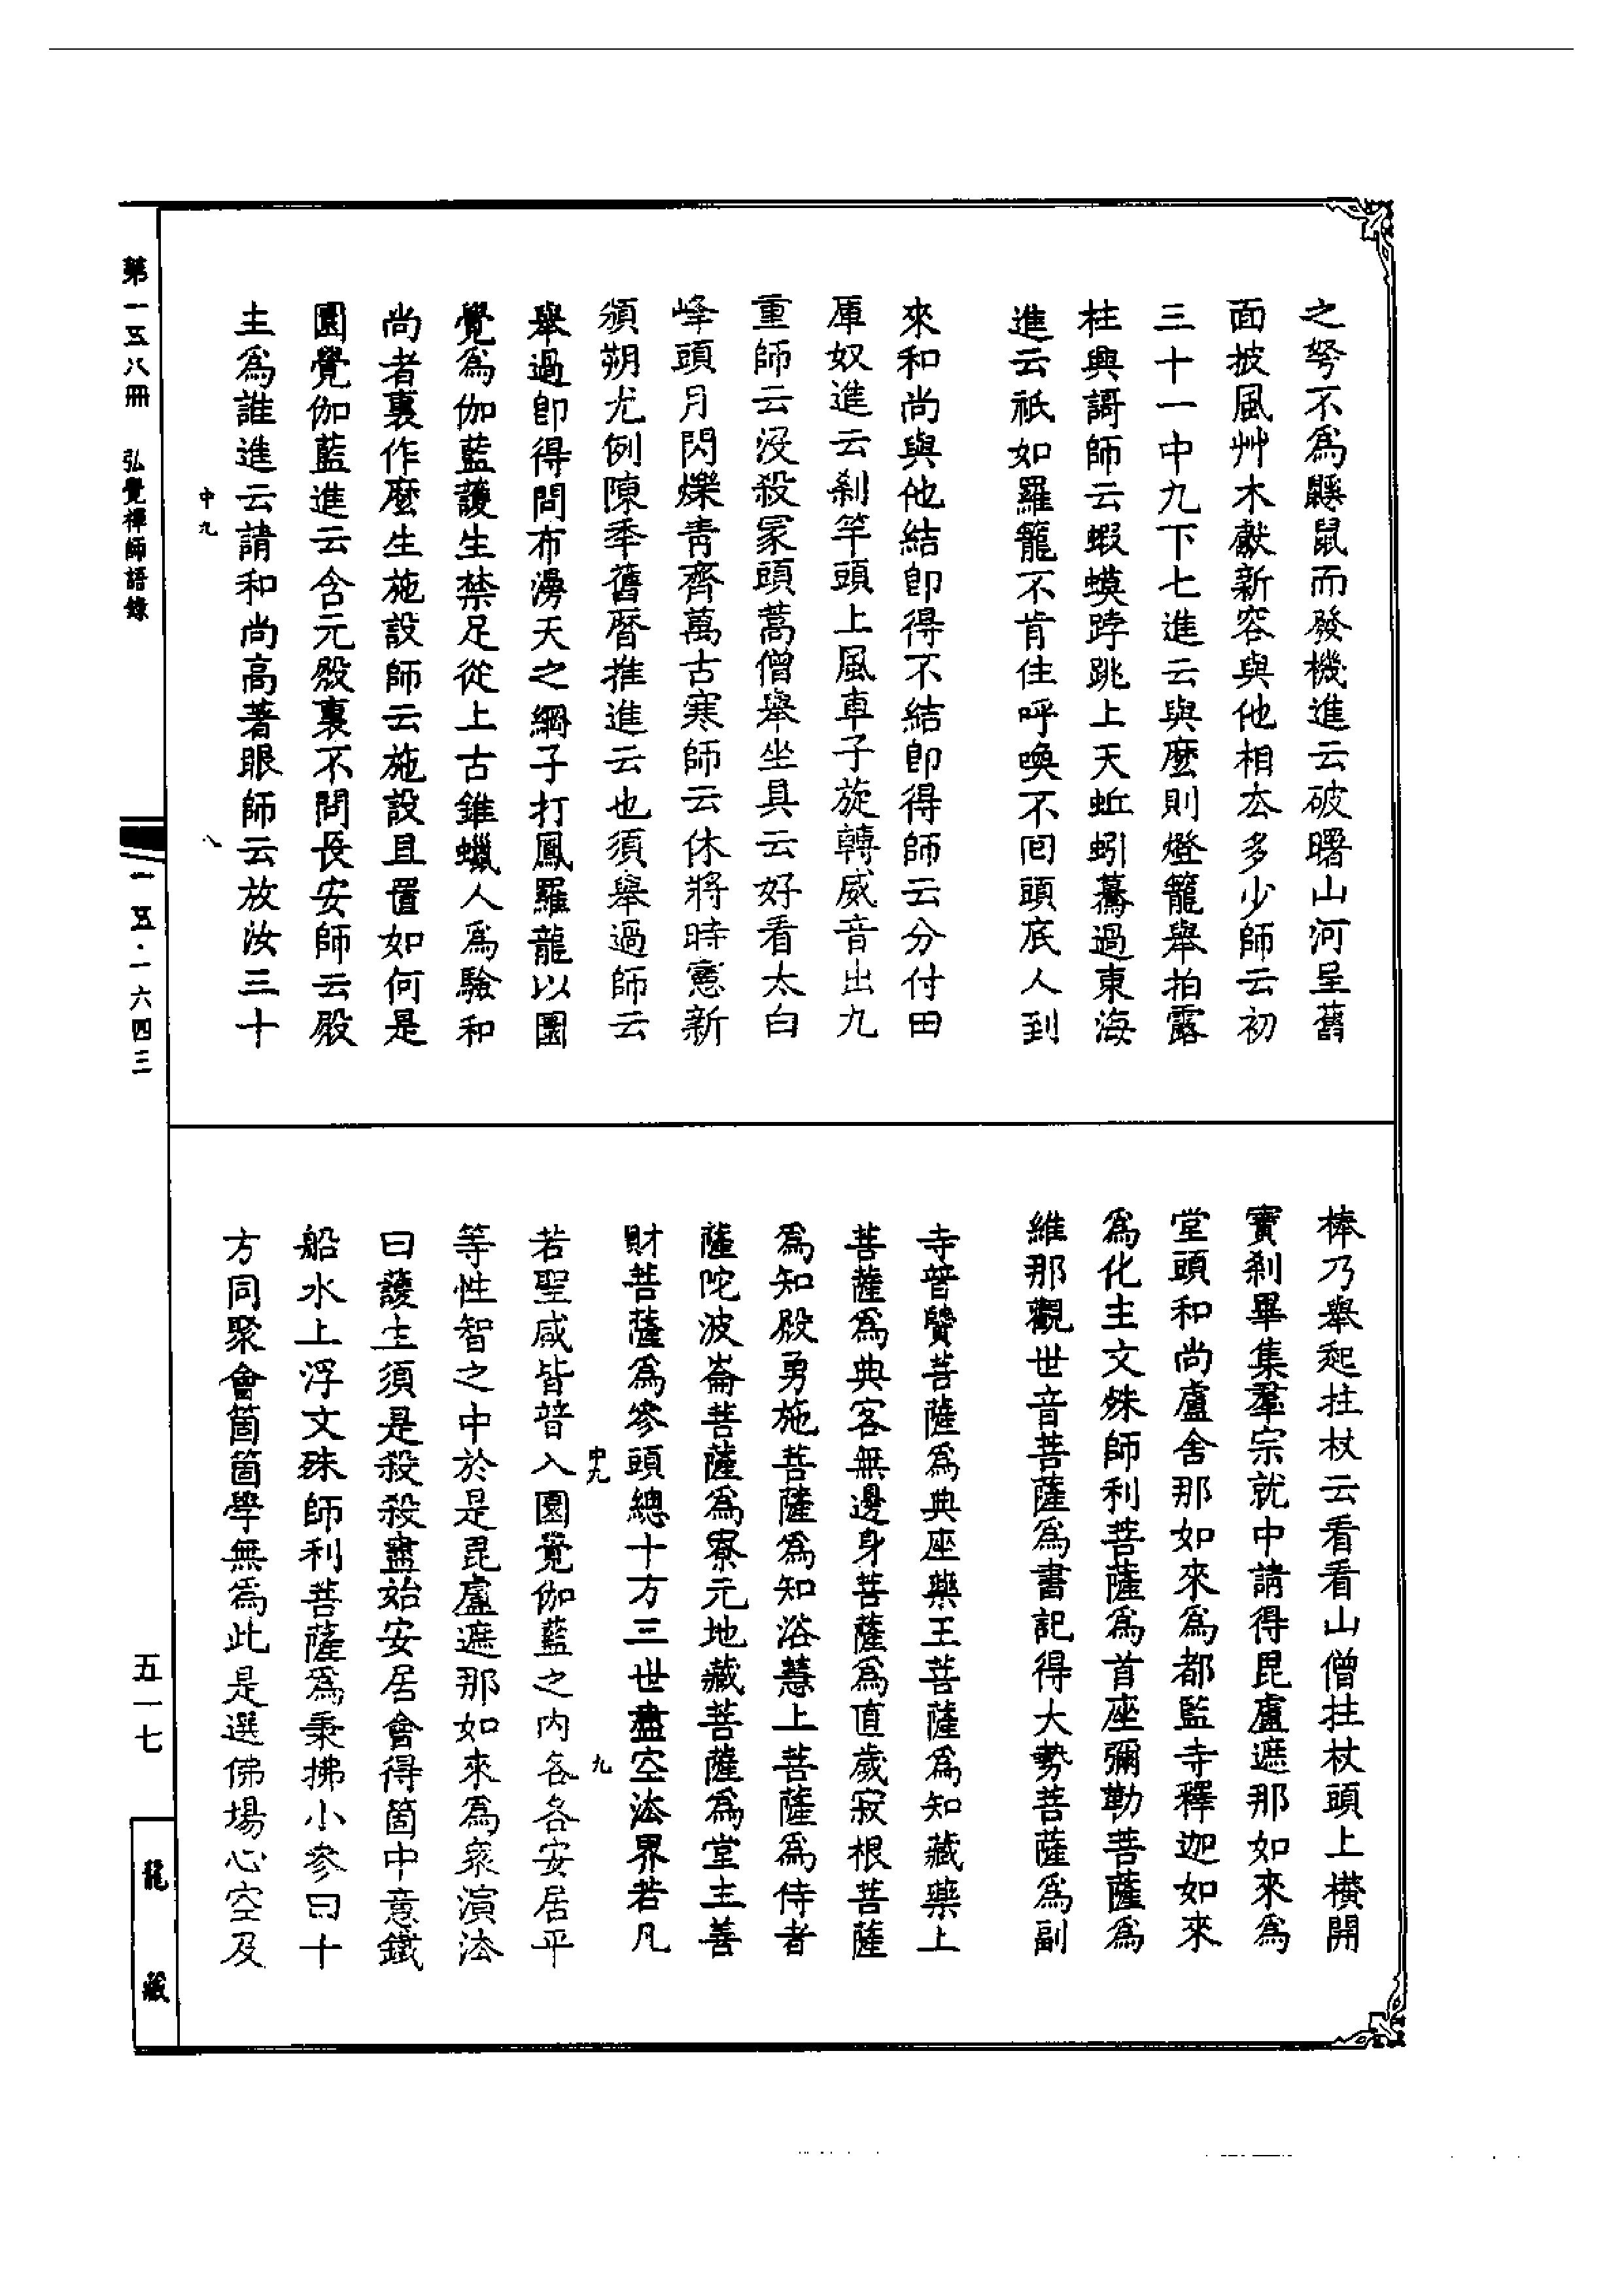 之弩不爲鼷鼠而發機進云破曙山河呈舊
面披風艸木獻新容與他相去多少師云初
三十一中九下七進云與麽則燈籠舉拍露
柱興謌師云蝦蟆跨跳上天蚯蚓驀過東海
進云祇如羅籠不肯住呼喚不囘頭底人到
來和尚與他結卽得不結卽得師云分付田
厙奴進云刹竿頭上風車子旋轉威音出九
重師云沒殺冢頭蒿僧舉坐具云好看太白
峰頭月閃爍靑齊萬古寒師云休將時憲新
頒朔尤例陳年舊曆推進云也須舉過師云
舉過卽得問布漫天之網子打鳳羅龍以圓
覺爲伽藍護生禁足從上古錐蠟人爲驗和
尚者裏作麽生施設師云施設且置如何是
圓覺伽藍進云含元殿裏不問長安師云殿
主爲誰進云請和尚高著眼師云放汝三十
棒乃舉起拄杖云看看山僧拄杖頭上橫開
寳刹畢集羣宗就中請得毘盧遮那如來爲
堂頭和尚盧舍那如來爲都監寺釋迦如來
爲化主文殊師利菩薩爲首座彌勒菩薩爲
維那觀世音菩薩爲書記得大勢菩薩爲副
寺普賢菩薩爲典座藥王菩薩爲知藏藥上
菩薩爲典客無邊身菩薩爲直歲寂根菩薩
爲知殿勇施菩薩爲知浴慧上菩薩爲侍者
薩陀波崙菩薩爲寮元地藏菩薩爲堂主善
財菩薩爲參頭總十方三世盡空法界若凡
若聖咸皆普入圓覺伽藍之內各各安居平
等性智之中於是毘盧遮那如來爲衆演法
曰護生須是殺殺盡始安居會得箇中意鐵
船水上浮文殊師利菩薩爲秉拂小參曰十
方同聚會箇箇學無爲此是選佛場心空及
中九
八
中九
九
第一五八冊 弘覺禪師語錄
一五·一六四三
五一七
龍藏